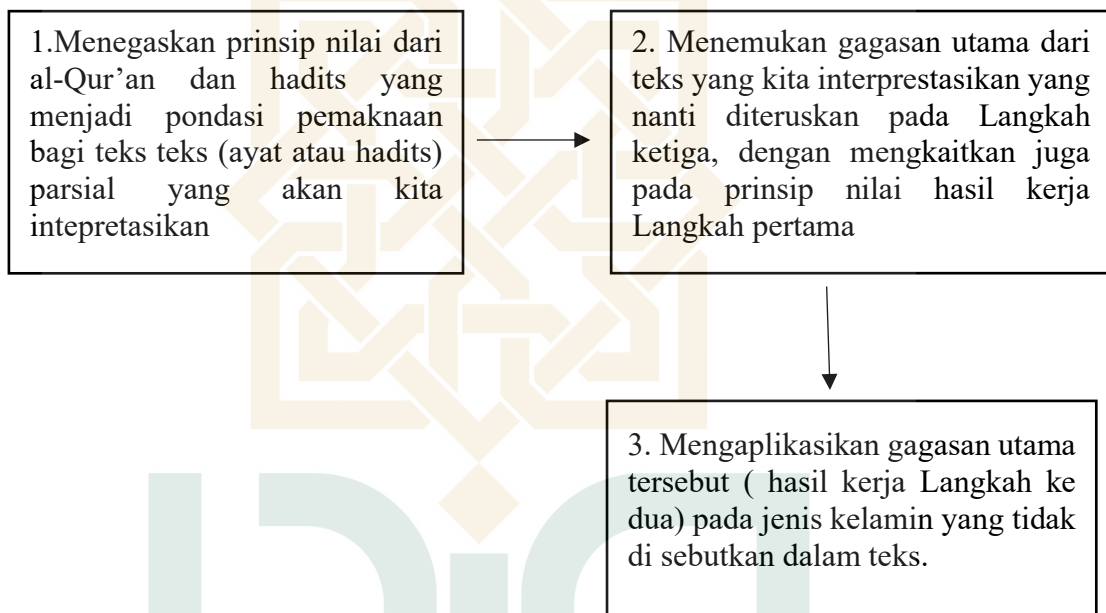 1.Menegaskan prinsip nilai dari
al-Qur’an dan hadits yang
menjadi pondasi pemaknaan
bagi teks teks (ayat atau hadits)
parsial yang akan kita
intepretasikan
2. Menemukan gagasan utama dari
teks yang kita interprestasikan yang
nanti diteruskan pada Langkah
ketiga, dengan mengkaitkan juga
pada prinsip nilai hasil kerja
Langkah pertama
3. Mengaplikasikan gagasan utama
tersebut ( hasil kerja Langkah ke
dua) pada jenis kelamin yang tidak
di sebutkan dalam teks.